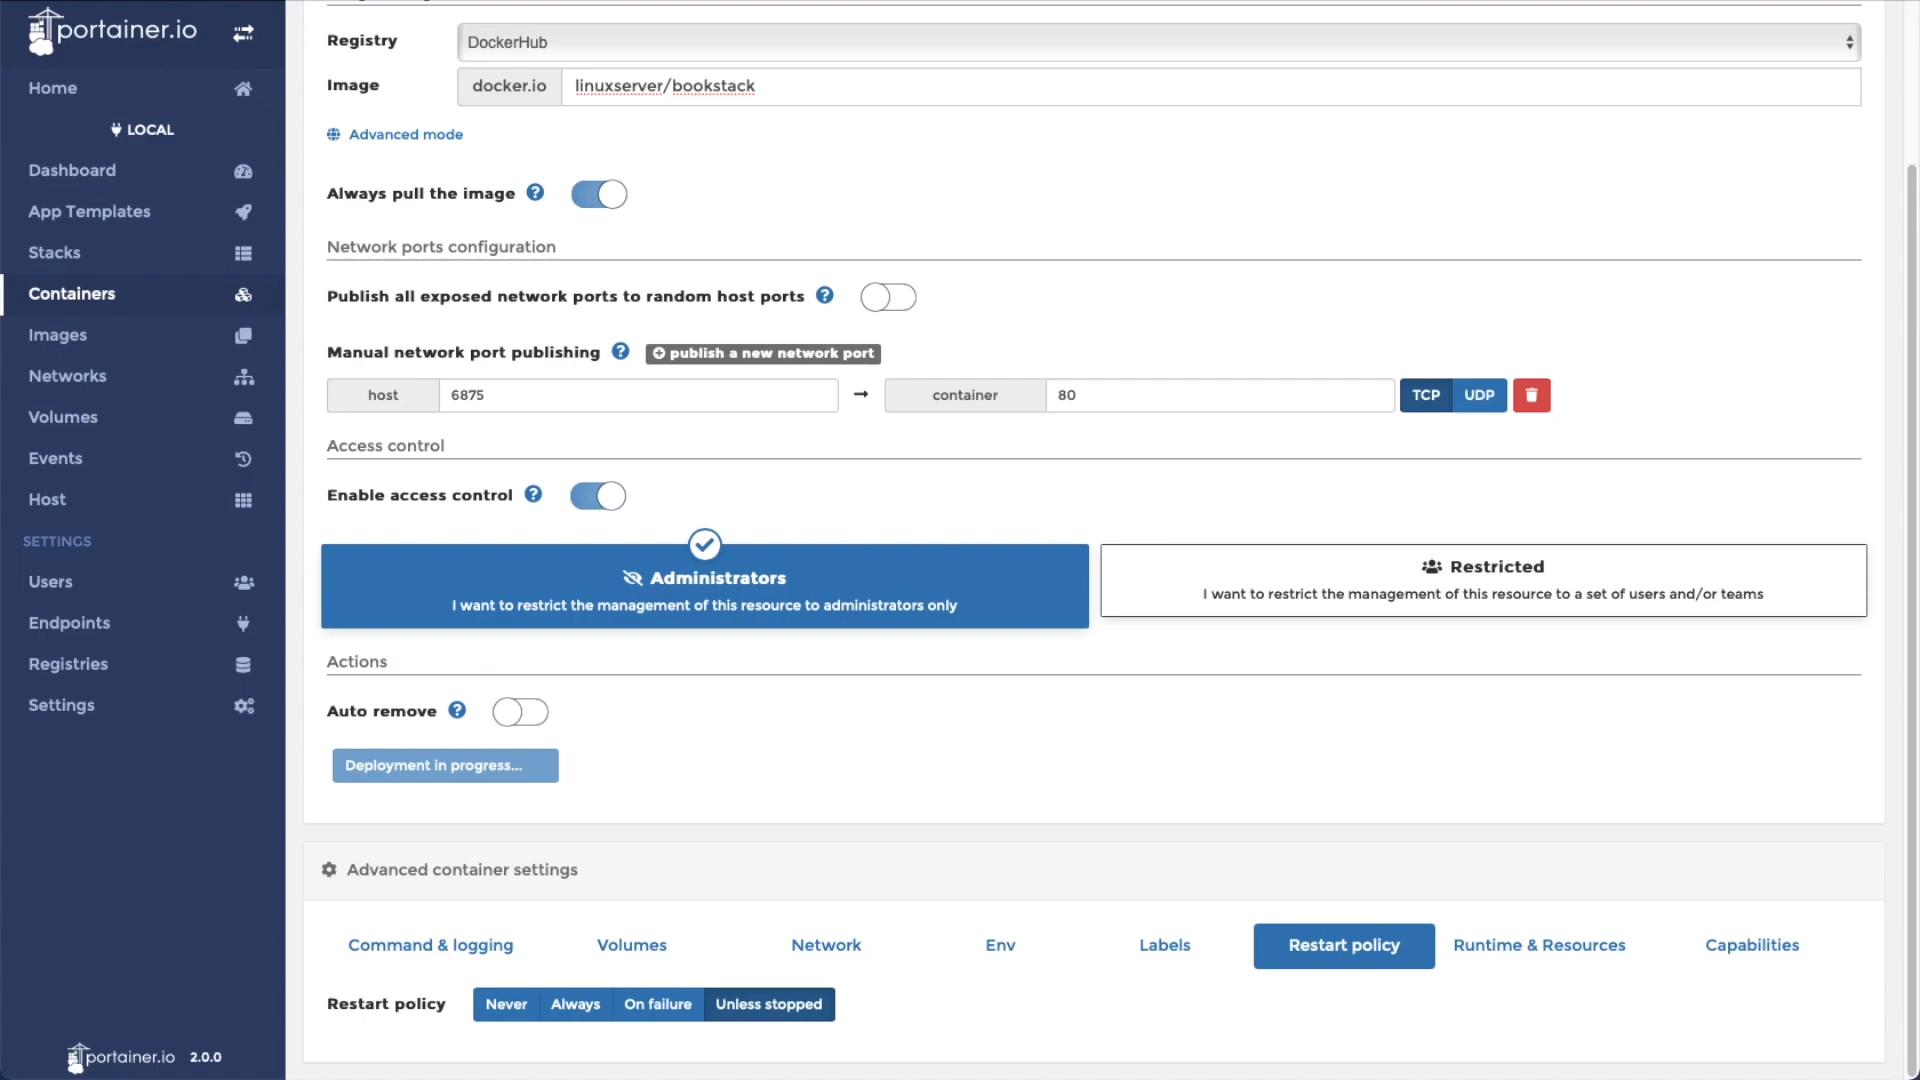 portainer.io
Home
LOCAL
Dashboard
App Templates
Stacks
Containers
Images
Networks
Volumes
Events
Host
SETTINGS
Users
Endpoints
Registries
Settings
portainer.io 2.0.0
Registry DockerHub
Image docker.io linuxserver/bookstack
Advanced mode
Always pull the image
Network ports configuration
Publish all exposed network ports to random host ports
Manual network port publishing publish a new network port
host 6875 → container 80 TCP UDP
Access control
Enable access control
Administrators
I want to restrict the management of this resource to administrators only
Restricted
I want to restrict the management of this resource to a set of users and/or teams
Actions
Auto remove
Deployment in progress...
Advanced container settings
Command & logging Volumes Network Env Labels Restart policy Runtime & Resources Capabilities
Restart policy Never Always On failure Unless stopped